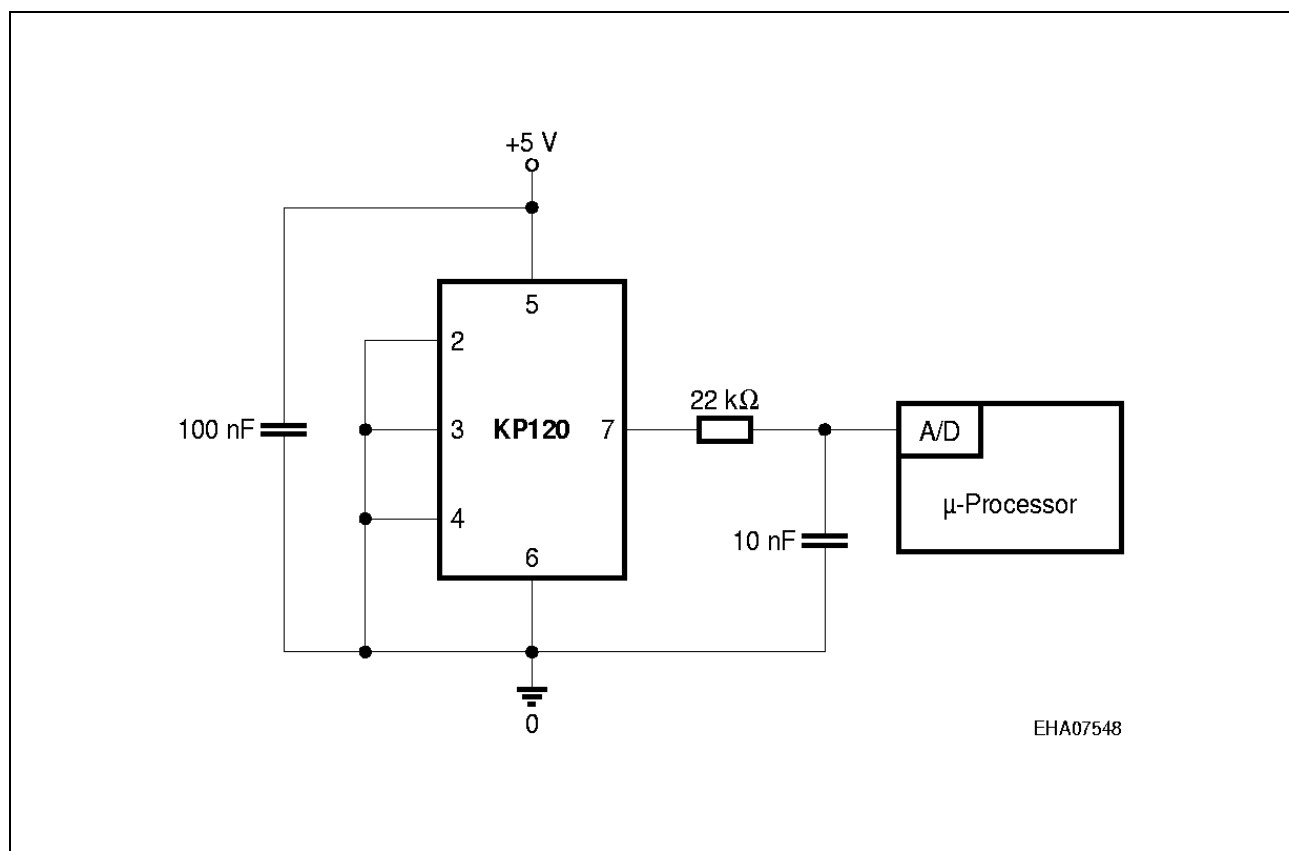 +5 V
5
2
100 nF
3
KP120
7
22 kΩ
A/D
µ-Processor
4
10 nF
6
0
EHA07548